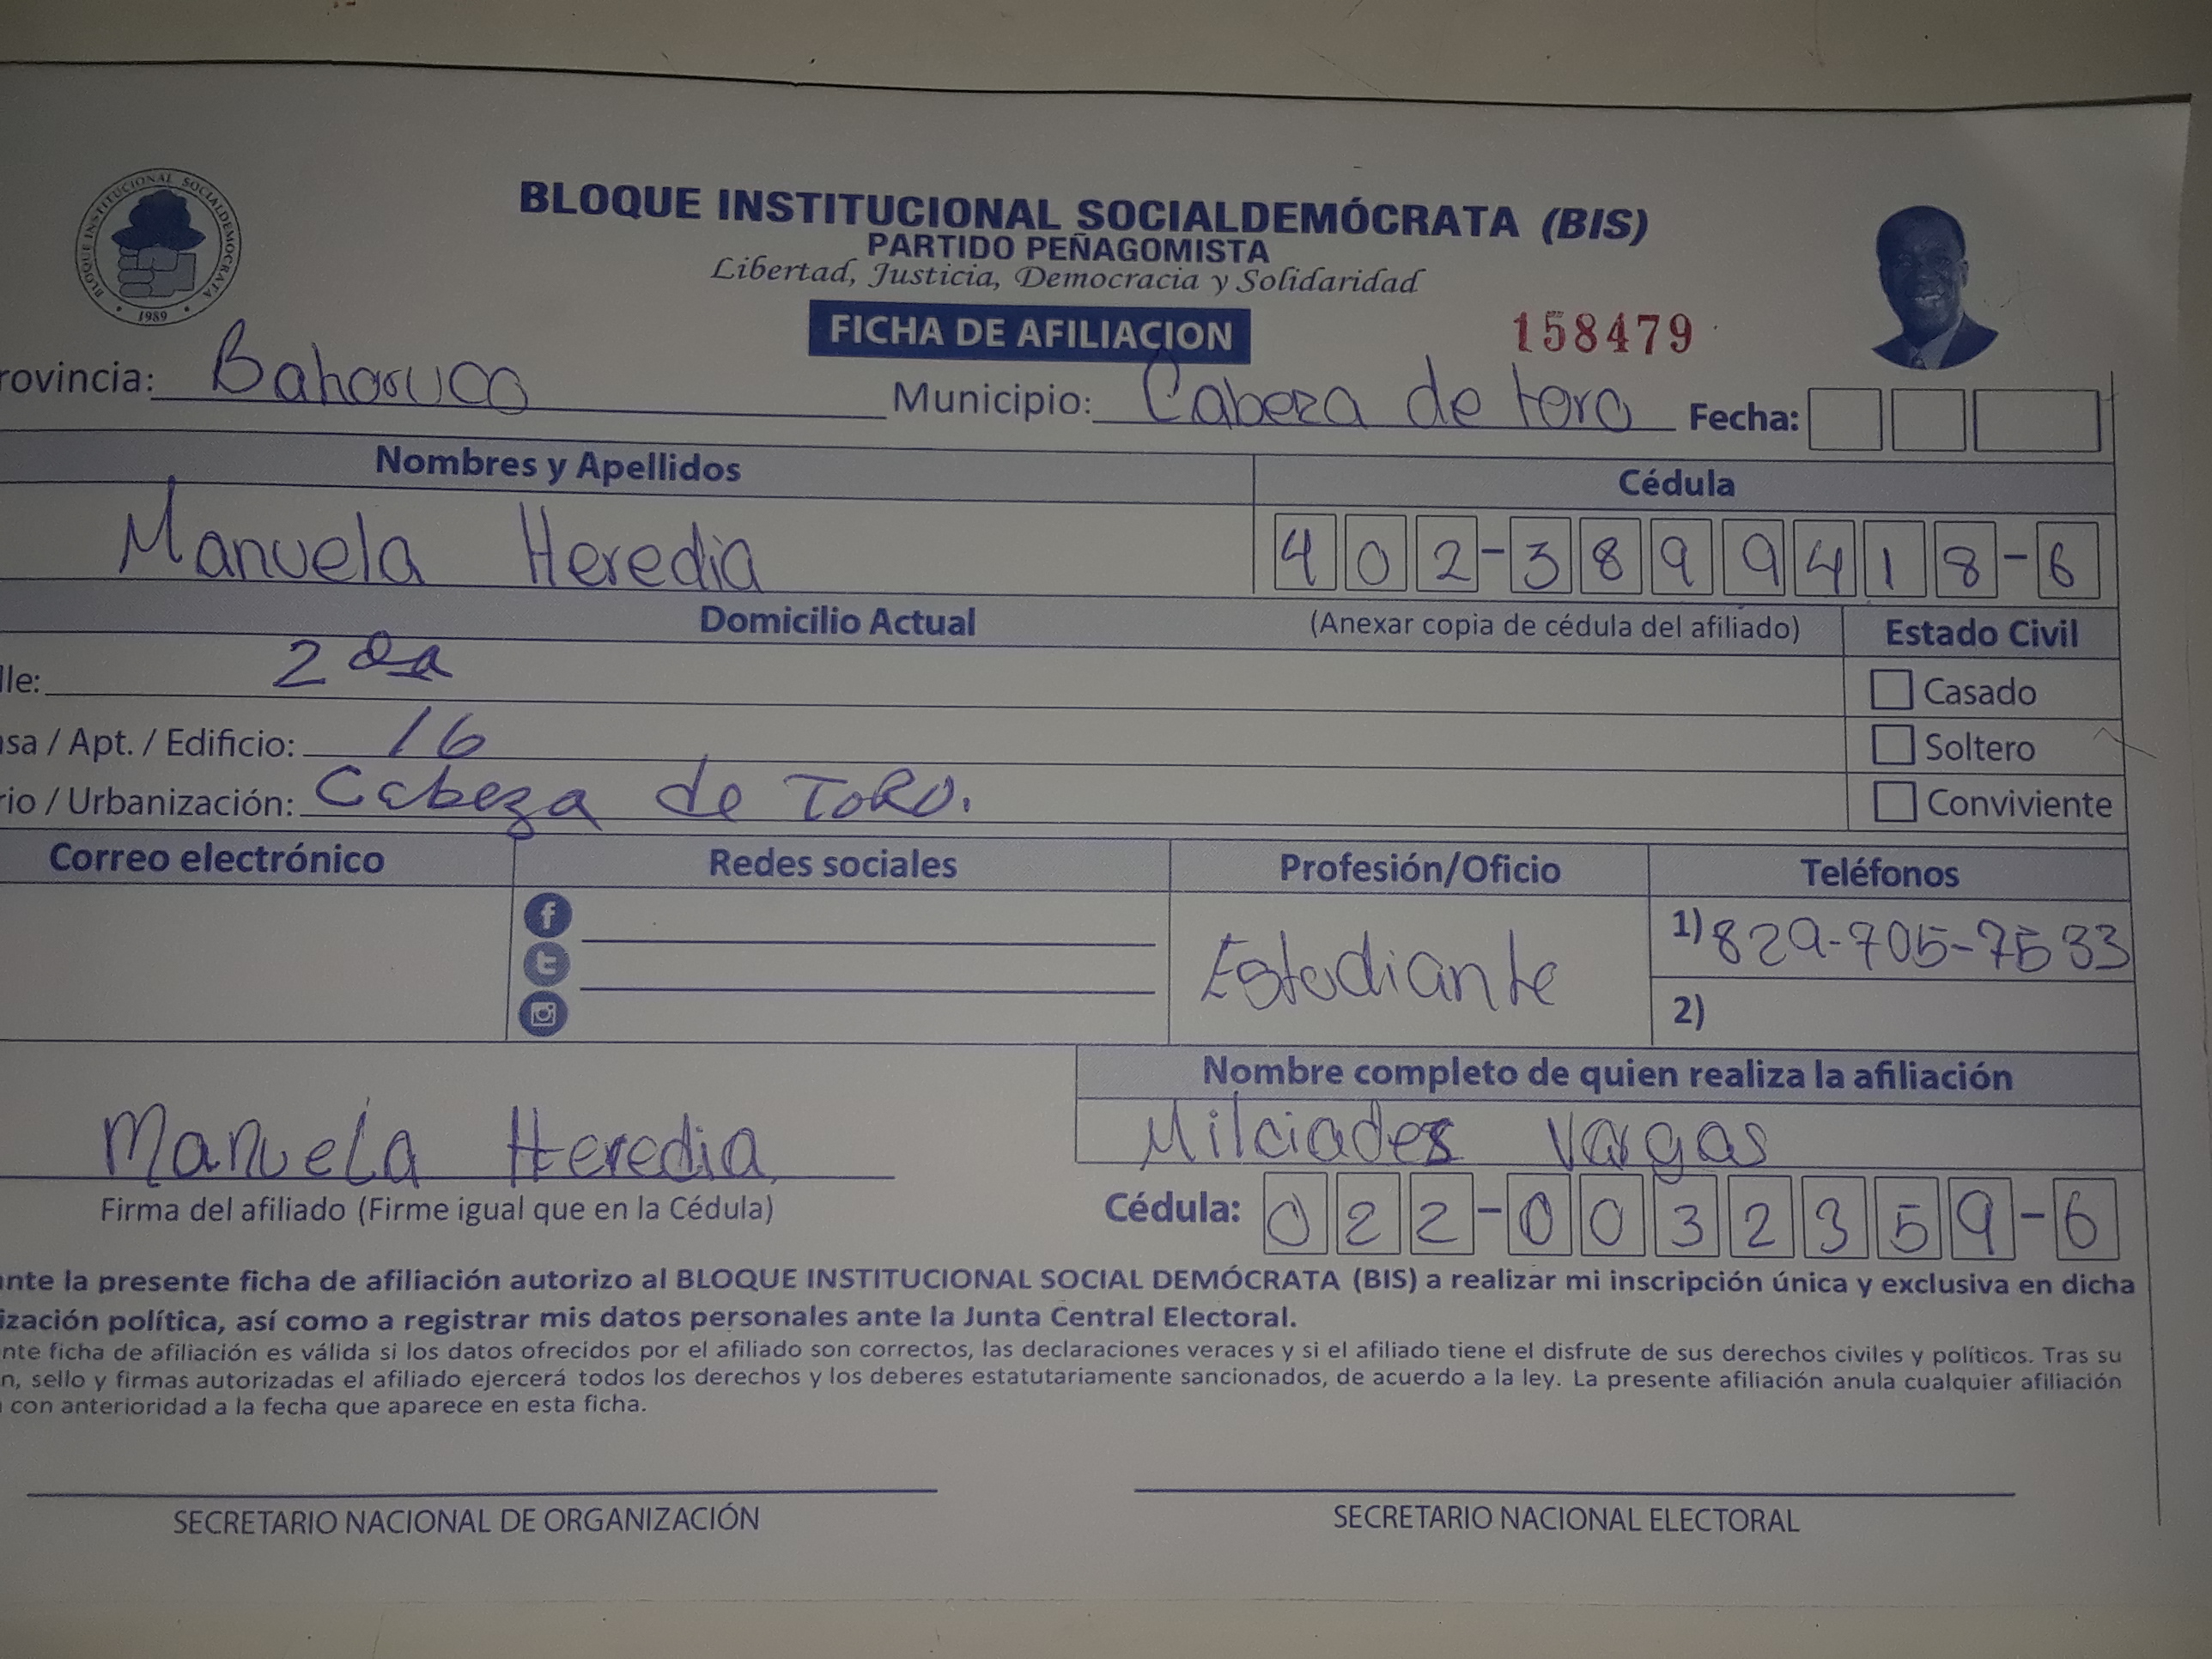 BLOQUE INSTITUCIONAL SOCIALDEMÓCRATA
1989
BLOQUE INSTITUCIONAL SOCIALDEMÓCRATA (BIS)
PARTIDO PEÑAGOMISTA
Libertad, Justicia, Democracia y Solidaridad
FICHA DE AFILIACION
158479
rovincia: Bahoruco Municipio: Cabeza de toro Fecha:
Nombres y Apellidos Cédula
Manuela Heredia 402-3899418-6
Domicilio Actual (Anexar copia de cédula del afiliado) Estado Civil
lle: 2da
Casado
asa / Apt. / Edificio: 16
Soltero
rio / Urbanización: Cabeza de ToRo.
Conviviente
Correo electrónico Redes sociales Profesión/Oficio Teléfonos
Estudiante
1) 829-705-7533
2)
Nombre completo de quien realiza la afiliación
Manuela Heredia Milciades Vargas
Firma del afiliado (Firme igual que en la Cédula) Cédula: 022-0032359-6
ante la presente ficha de afiliación autorizo al BLOQUE INSTITUCIONAL SOCIAL DEMÓCRATA (BIS) a realizar mi inscripción única y exclusiva en dicha
ización política, así como a registrar mis datos personales ante la Junta Central Electoral.
nte ficha de afiliación es válida si los datos ofrecidos por el afiliado son correctos, las declaraciones veraces y si el afiliado tiene el disfrute de sus derechos civiles y políticos. Tras su
n, sello y firmas autorizadas el afiliado ejercerá todos los derechos y los deberes estatutariamente sancionados, de acuerdo a la ley. La presente afiliación anula cualquier afiliación
con anterioridad a la fecha que aparece en esta ficha.
SECRETARIO NACIONAL DE ORGANIZACIÓN SECRETARIO NACIONAL ELECTORAL